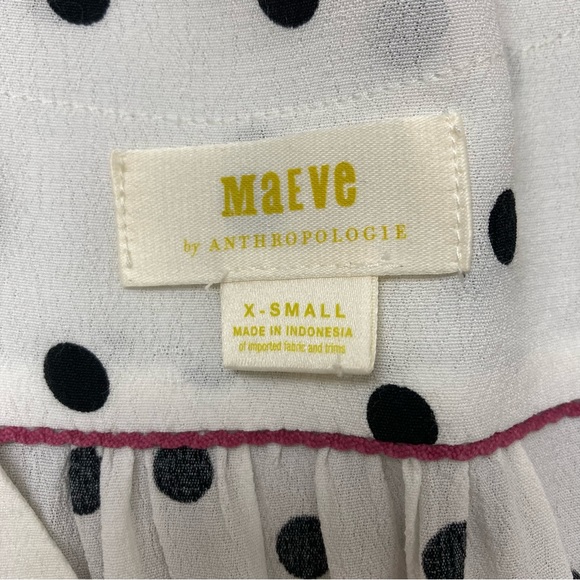 MaEVe
by ANTHROPOLOGIE
X-SMALL
MADE IN INDONESIA
of imported fabric and trims